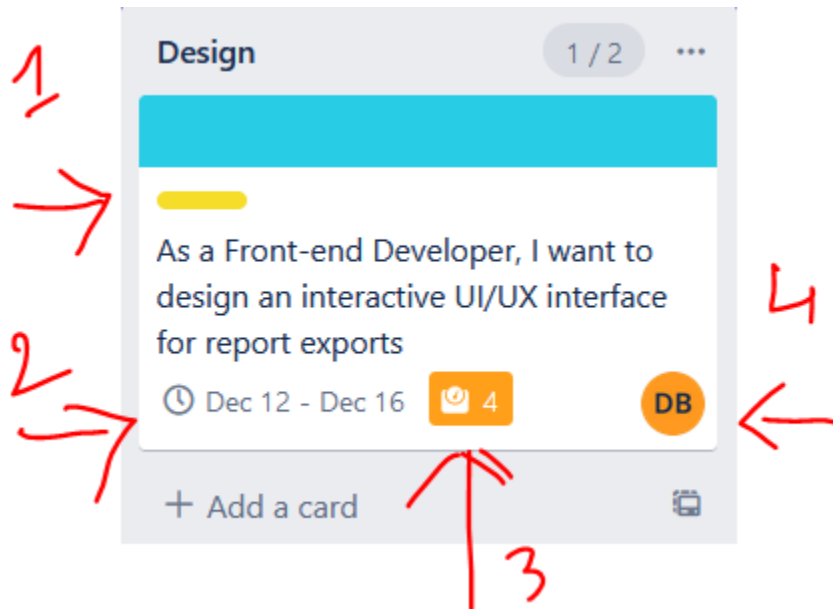 Design
1 / 2
1
As a Front-end Developer, I want to
design an interactive UI/UX interface
for report exports
4
2
Dec 12 - Dec 16
4
DB
+ Add a card
3